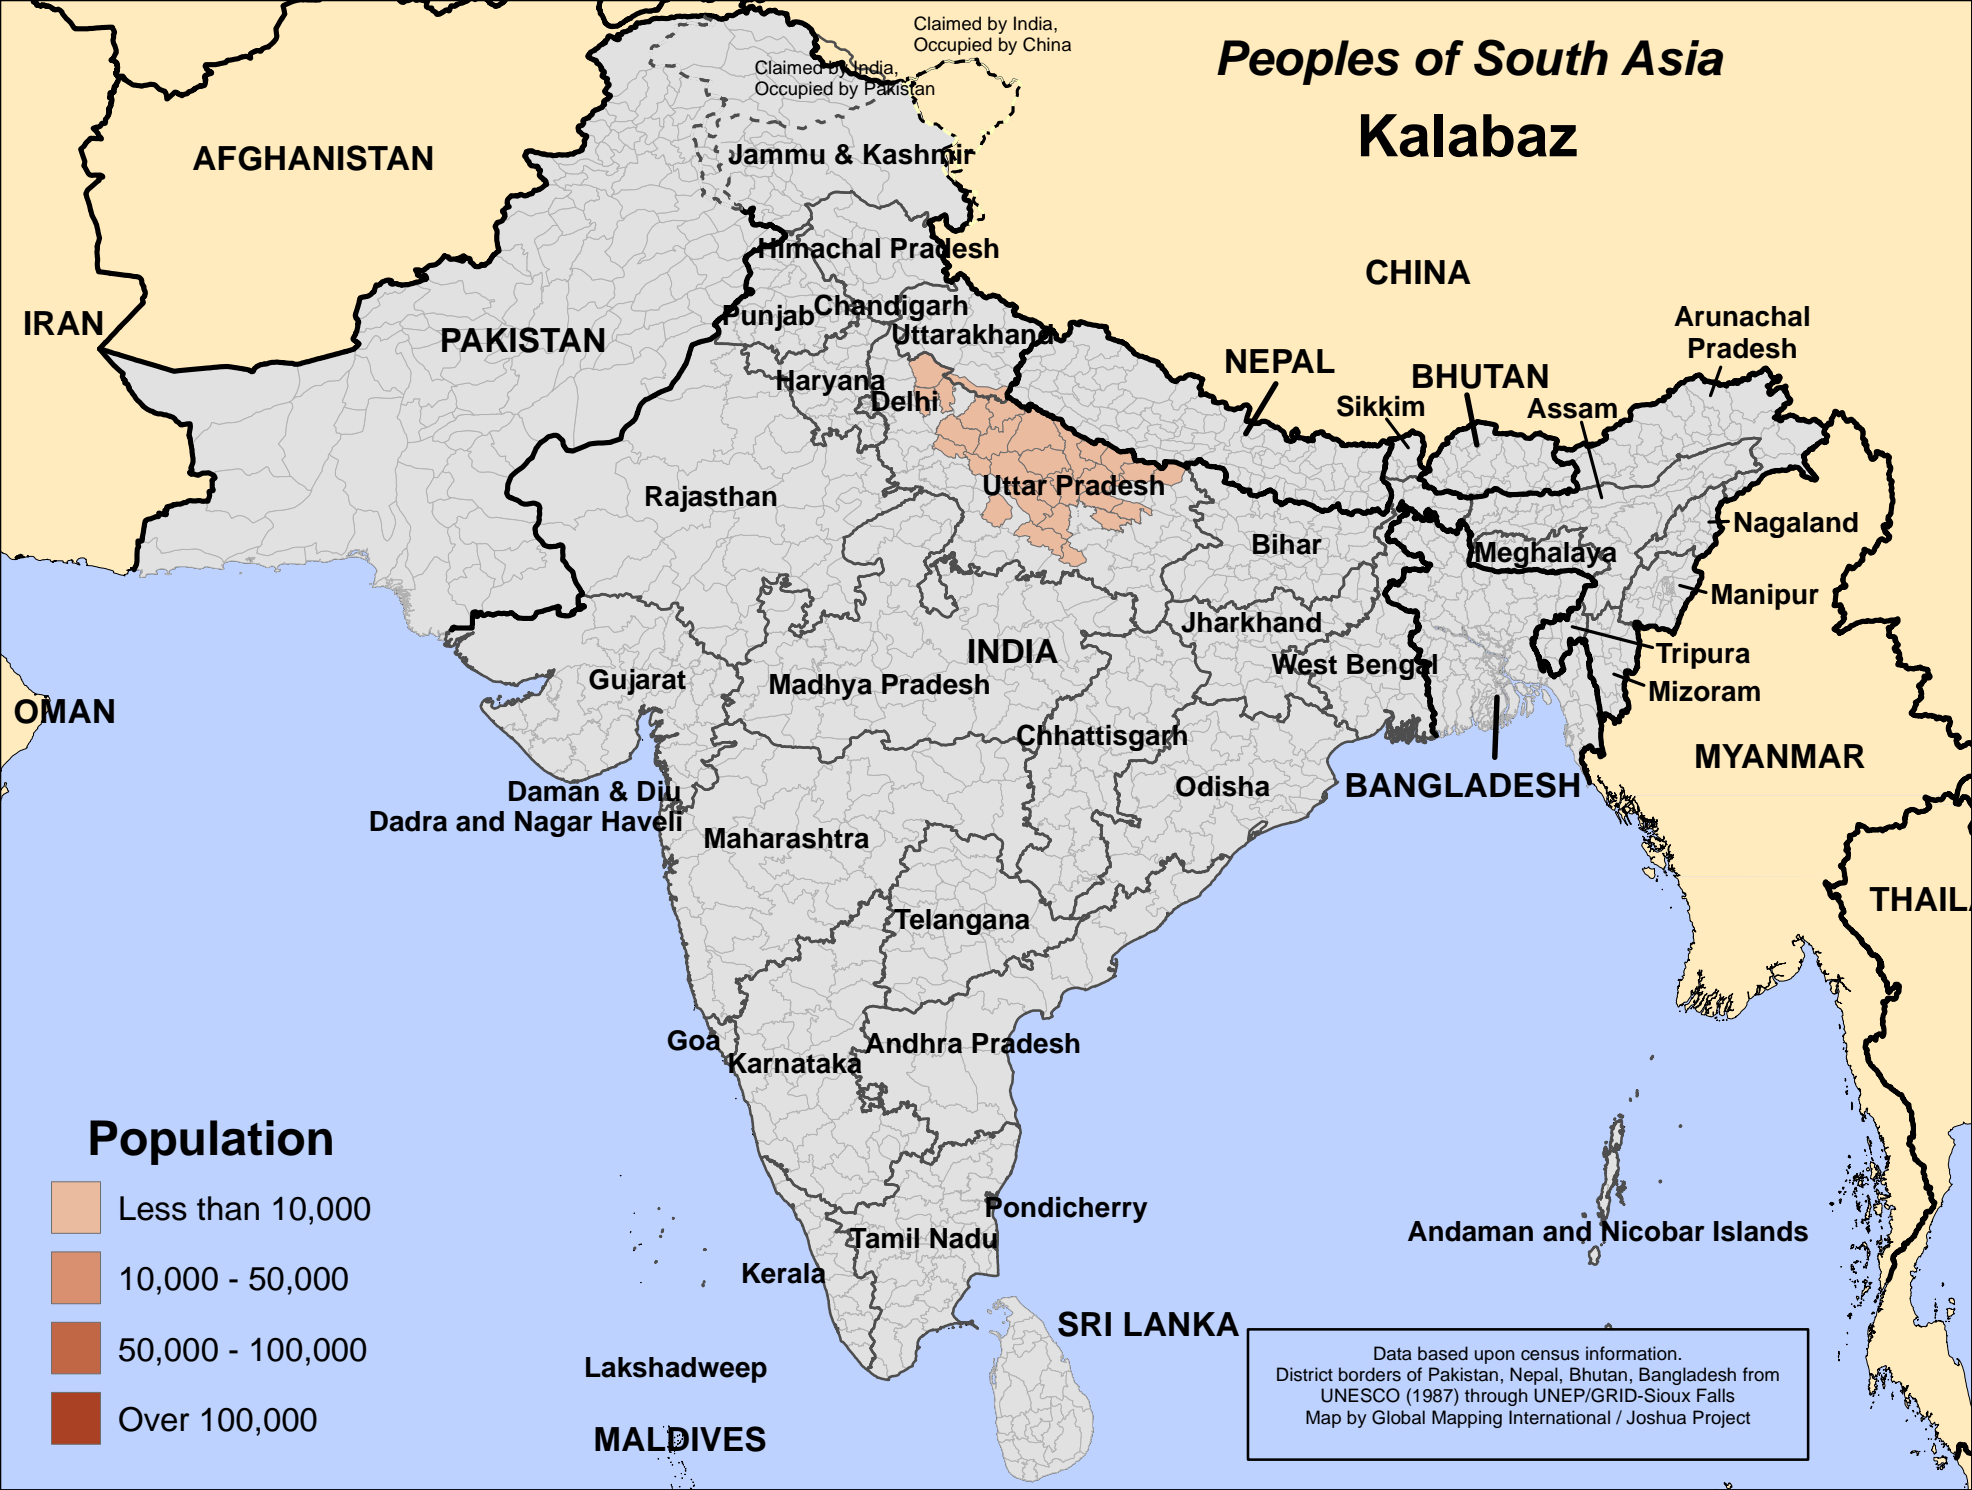 Claimed by India,
Occupied by China
Peoples of South Asia
Kalabaz
Claimed by India,
Occupied by Pakistan
AFGHANISTAN
Jammu & Kashmir
Himachal Pradesh
CHINA
IRAN
PAKISTAN
Punjab
Chandigarh
Uttarakhand
Arunachal
Pradesh
NEPAL
BHUTAN
Haryana
Delhi
Sikkim
Assam
Rajasthan
Uttar Pradesh
Bihar
Meghalaya
Nagaland
Manipur
Jharkhand
INDIA
West Bengal
Tripura
Mizoram
OMAN
Gujarat
Madhya Pradesh
Chhattisgarh
MYANMAR
Odisha
BANGLADESH
Daman & Diu
Dadra and Nagar Haveli
Maharashtra
Telangana
THAIL
Goa
Karnataka
Andhra Pradesh
Population
Less than 10,000
10,000 - 50,000
50,000 - 100,000
Over 100,000
Pondicherry
Tamil Nadu
Kerala
Andaman and Nicobar Islands
SRI LANKA
Lakshadweep
MALDIVES
Data based upon census information.
District borders of Pakistan, Nepal, Bhutan, Bangladesh from
UNESCO (1987) through UNEP/GRID-Sioux Falls
Map by Global Mapping International / Joshua Project